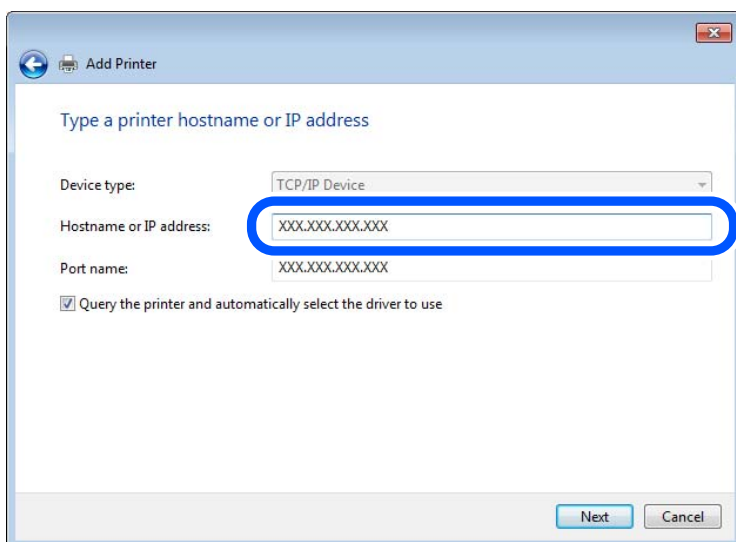 Add Printer
Type a printer hostname or IP address
Device type: TCP/IP Device
Hostname or IP address: XXX.XXX.XXX.XXX
Port name: XXX.XXX.XXX.XXX
Query the printer and automatically select the driver to use
Next Cancel